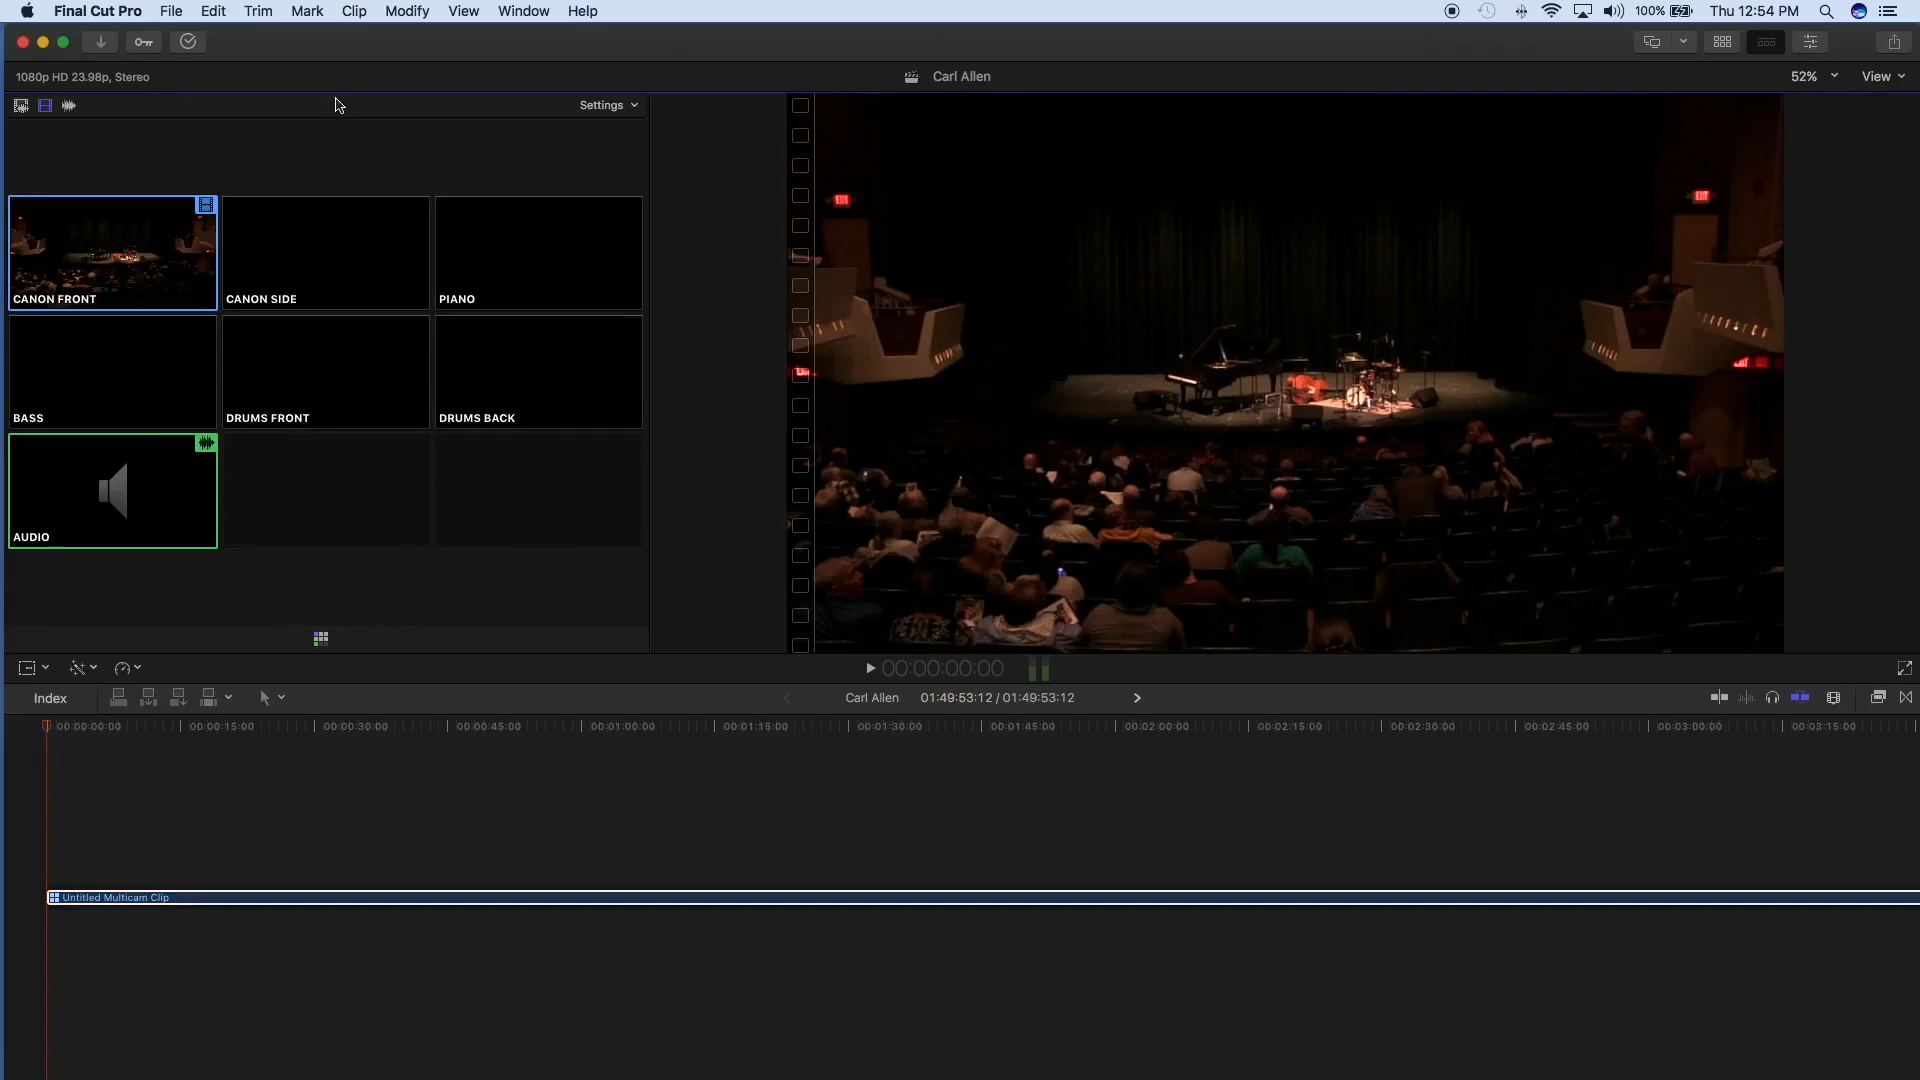 Final Cut Pro File Edit Trim Mark Clip Modify View Window Help 100% Thu 12:54 PM
1080p HD 23.98p, Stereo Carl Allen 52% View
Settings
CANON FRONT CANON SIDE PIANO
BASS DRUMS FRONT DRUMS BACK
AUDIO
00:00:00:00
Index Carl Allen 01:49:53:12 / 01:49:53:12
00:00:00:00 00:00:15:00 00:00:30:00 00:00:45:00 00:01:00:00 00:01:15:00 00:01:30:00 00:01:45:00 00:02:00:00 00:02:15:00 00:02:30:00 00:02:45:00 00:03:00:00 00:03:15:00
Untitled Multicam Clip